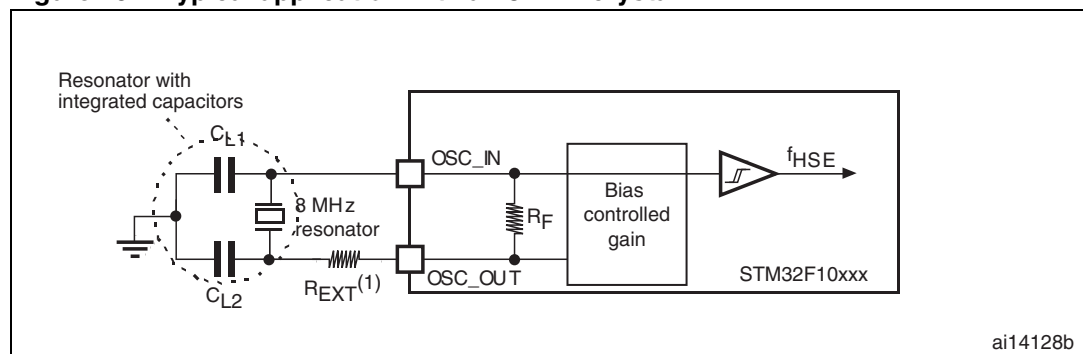 Resonator with
integrated capacitors
CL1
OSC_IN
fHSE
8 MHz
resonator
RF
Bias
controlled
gain
REXT(1)
OSC_OUT
STM32F10xxx
CL2
ai14128b